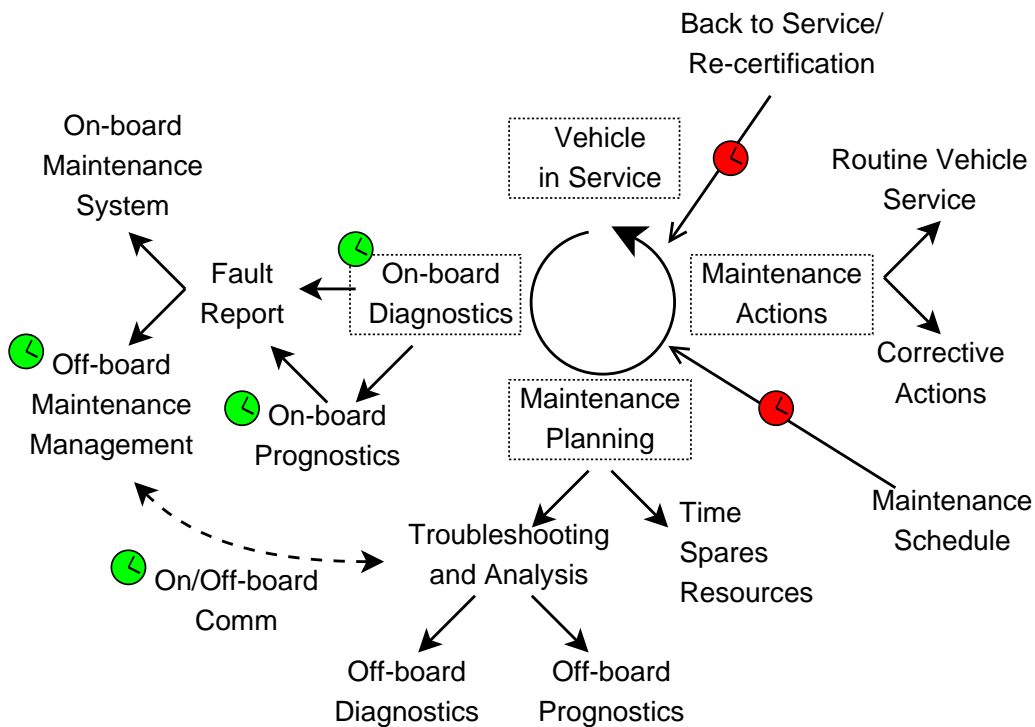 Back to Service/
Re-certification
On-board
Maintenance
System
Vehicle
in Service
Routine Vehicle
Service
Fault
Report
On-board
Diagnostics
Maintenance
Actions
Off-board
Maintenance
Management
On-board
Prognostics
Maintenance
Planning
Corrective
Actions
Troubleshooting
and Analysis
Time
Spares
Resources
Maintenance
Schedule
On/Off-board
Comm
Off-board
Diagnostics
Off-board
Prognostics